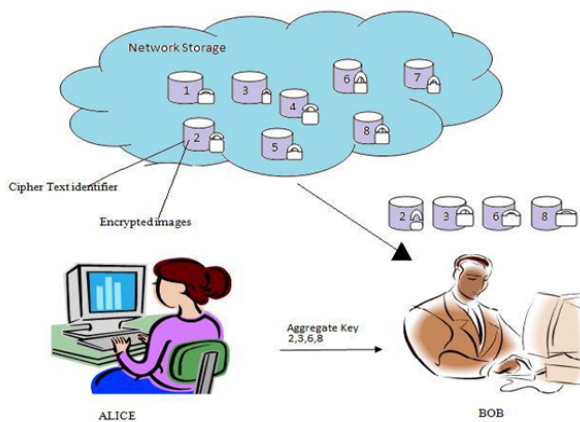 Network Storage
1
3
4
6
7
2
5
8
Cipher Text identifier
Encrypted images
2
3
6
8
Aggregate Key
2,3,6,8
ALICE
BOB